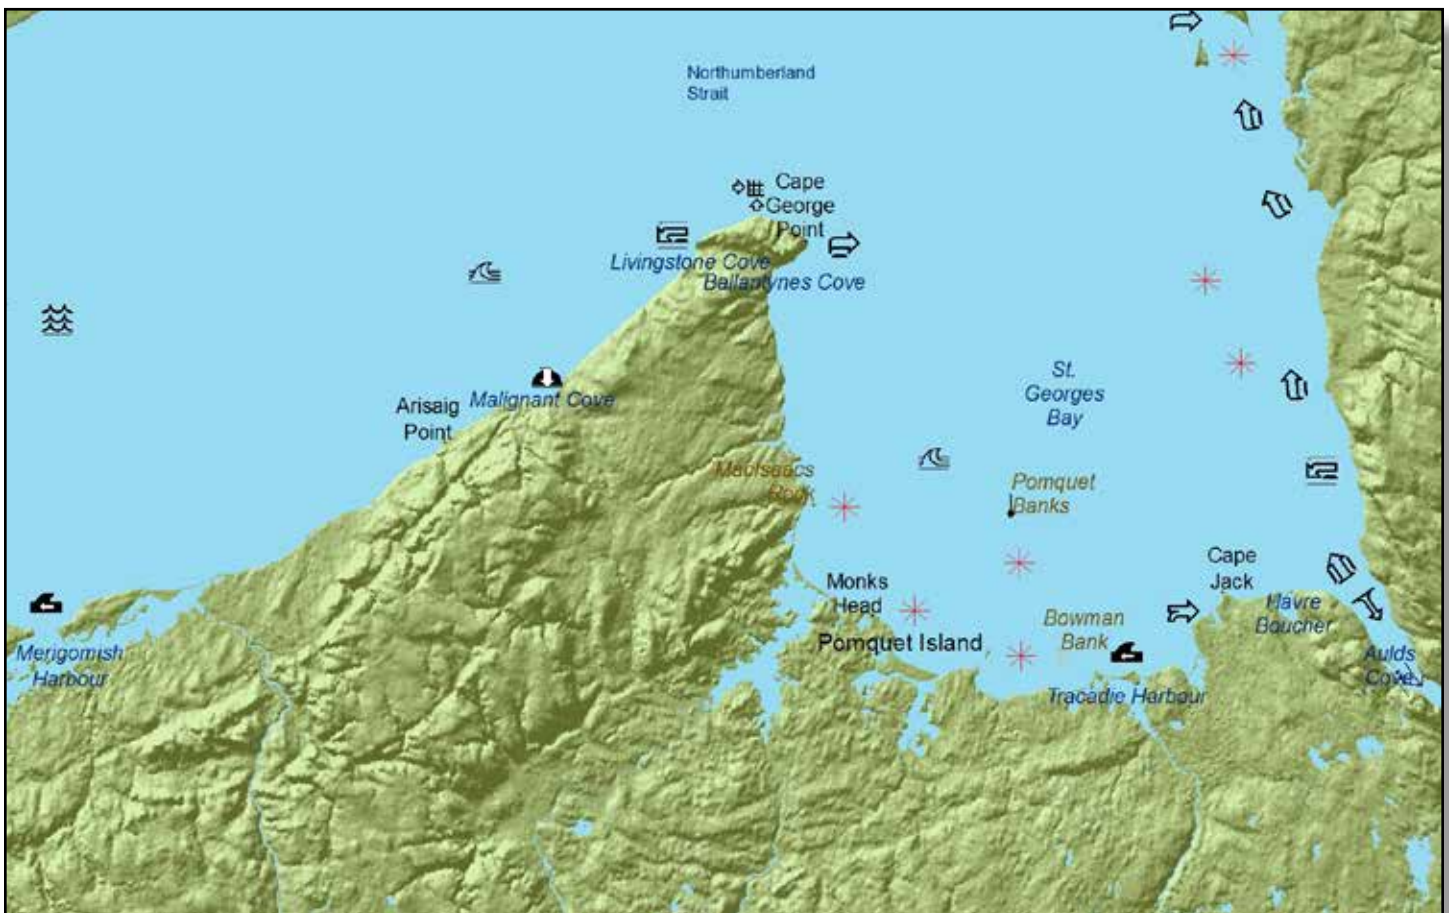 Northumberland
Strait
Cape
George
Point
Livingstone Cove
Ballantynes Cove
St.
Georges
Bay
Arisaig
Point
Malignant Cove
MacIsaacs
Rock
Pomquet
Banks
Cape
Jack
Monks
Head
Havre
Boucher
Bowman
Bank
Pomquet Island
Merigomish
Harbour
Aulds
Cove
Tracadie Harbour